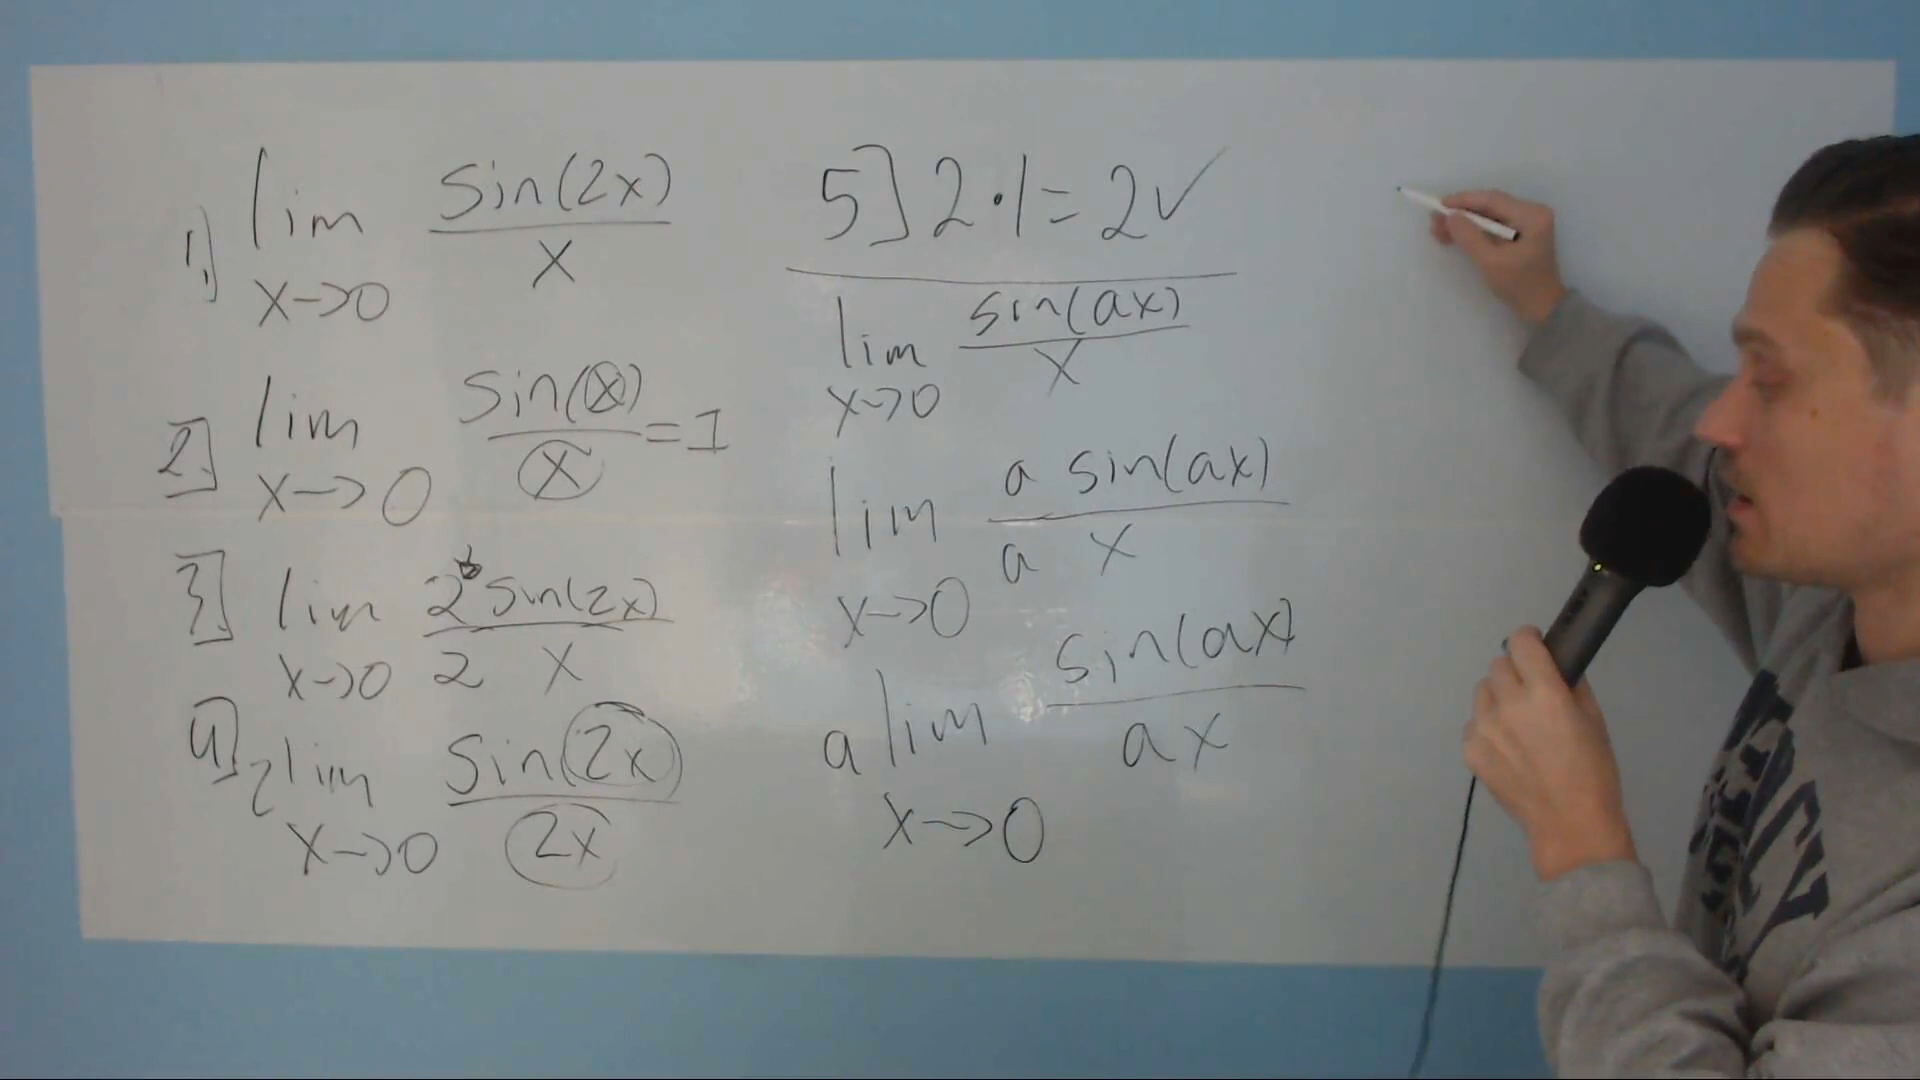 1.] lim sin(2x)
x→0 x
2.] lim sin(x)
x→0 x = 1
3.] lim 2 sin(2x)
x→0 2 x
4.] 2 lim sin(2x)
x→0 2x
5] 2·1 = 2 ✓
lim sin(ax)
x→0 x
lim a sin(ax)
x→0 a x
a lim sin(ax)
x→0 ax